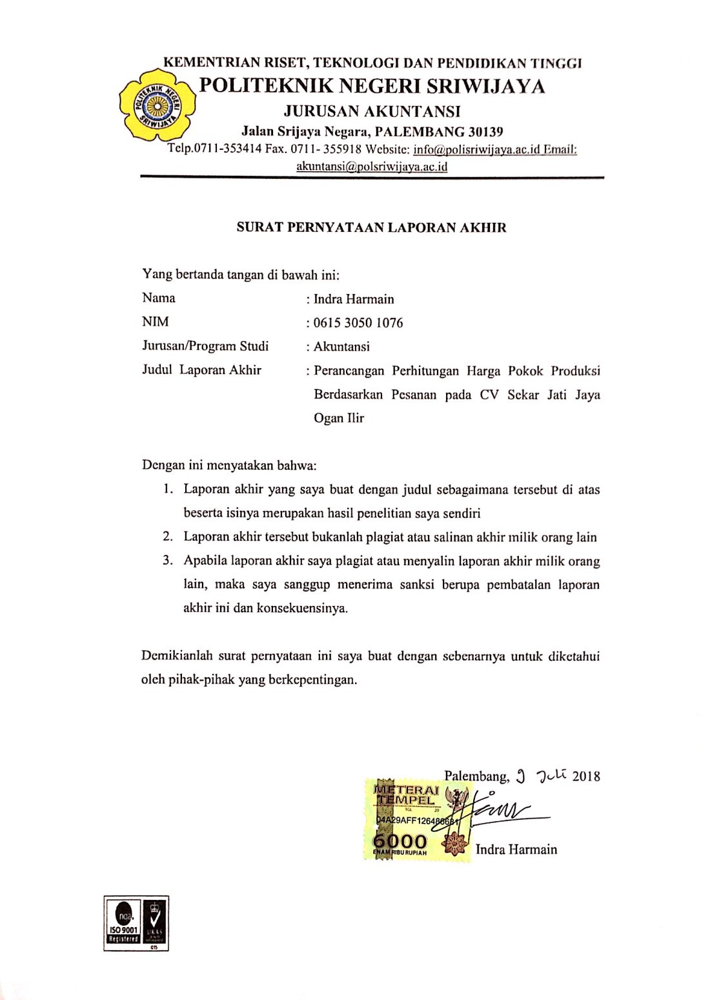 KEMENTRIAN RISET, TEKNOLOGI DAN PENDIDIKAN TINGGI
POLITEKNIK NEGERI SRIWIJAYA
JURUSAN AKUNTANSI
Jalan Srijaya Negara, PALEMBANG 30139
Telp.0711-353414 Fax. 0711- 355918 Website: info@polisriwijaya.ac.id Email:
akuntansi@polsriwijaya.ac.id
POLITEKNIK NEGERI
SRIWIJAYA
SURAT PERNYATAAN LAPORAN AKHIR
Yang bertanda tangan di bawah ini:
Nama : Indra Harmain
NIM : 0615 3050 1076
Jurusan/Program Studi : Akuntansi
Judul Laporan Akhir : Perancangan Perhitungan Harga Pokok Produksi
Berdasarkan Pesanan pada CV Sekar Jati Jaya
Ogan Ilir
Dengan ini menyatakan bahwa:
1. Laporan akhir yang saya buat dengan judul sebagaimana tersebut di atas
beserta isinya merupakan hasil penelitian saya sendiri
2. Laporan akhir tersebut bukanlah plagiat atau salinan akhir milik orang lain
3. Apabila laporan akhir saya plagiat atau menyalin laporan akhir milik orang
lain, maka saya sanggup menerima sanksi berupa pembatalan laporan
akhir ini dan konsekuensinya.
Demikianlah surat pernyataan ini saya buat dengan sebenarnya untuk diketahui
oleh pihak-pihak yang berkepentingan.
Palembang, 9 Juli 2018
METERAI
TEMPEL
TGL 20
6000
ENAM RIBU RUPIAH
Indra Harmain
nqa.
ISO 9001
Registered
UKAS
015